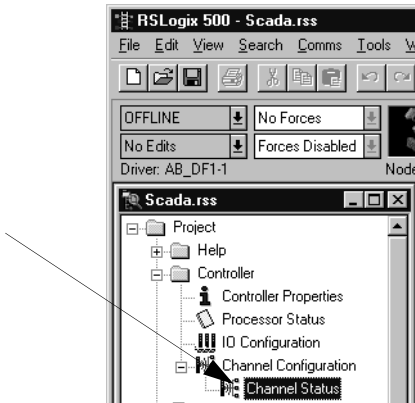 RSLogix 500 - Scada.rss
File Edit View Search Comms Tools
OFFLINE No Forces
No Edits Forces Disabled
Driver: AB_DF1-1 Node
Scada.rss
Project
Help
Controller
Controller Properties
Processor Status
IO Configuration
Channel Configuration
Channel Status